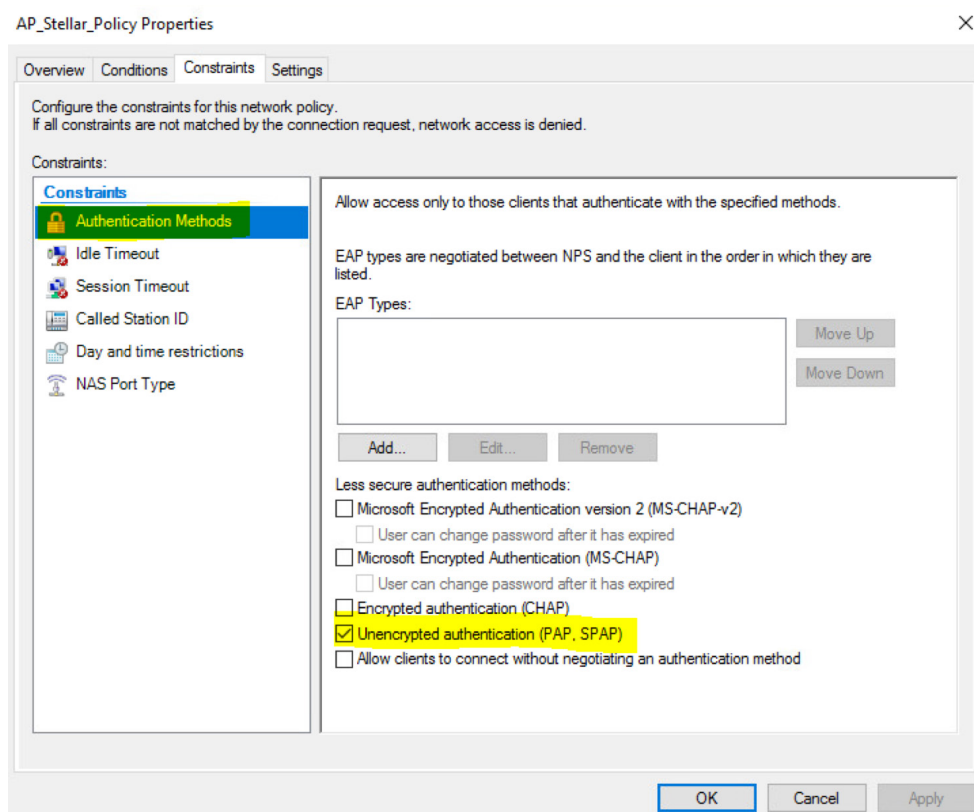 AP_Stellar_Policy Properties
Overview Conditions Constraints Settings
Configure the constraints for this network policy.
If all constraints are not matched by the connection request, network access is denied.
Constraints:
Constraints
Authentication Methods
Idle Timeout
Session Timeout
Called Station ID
Day and time restrictions
NAS Port Type
Allow access only to those clients that authenticate with the specified methods.
EAP types are negotiated between NPS and the client in the order in which they are
listed.
EAP Types:
Move Up
Move Down
Add... Edit... Remove
Less secure authentication methods:
Microsoft Encrypted Authentication version 2 (MS-CHAP-v2)
User can change password after it has expired
Microsoft Encrypted Authentication (MS-CHAP)
User can change password after it has expired
Encrypted authentication (CHAP)
Unencrypted authentication (PAP, SPAP)
Allow clients to connect without negotiating an authentication method
OK Cancel Apply